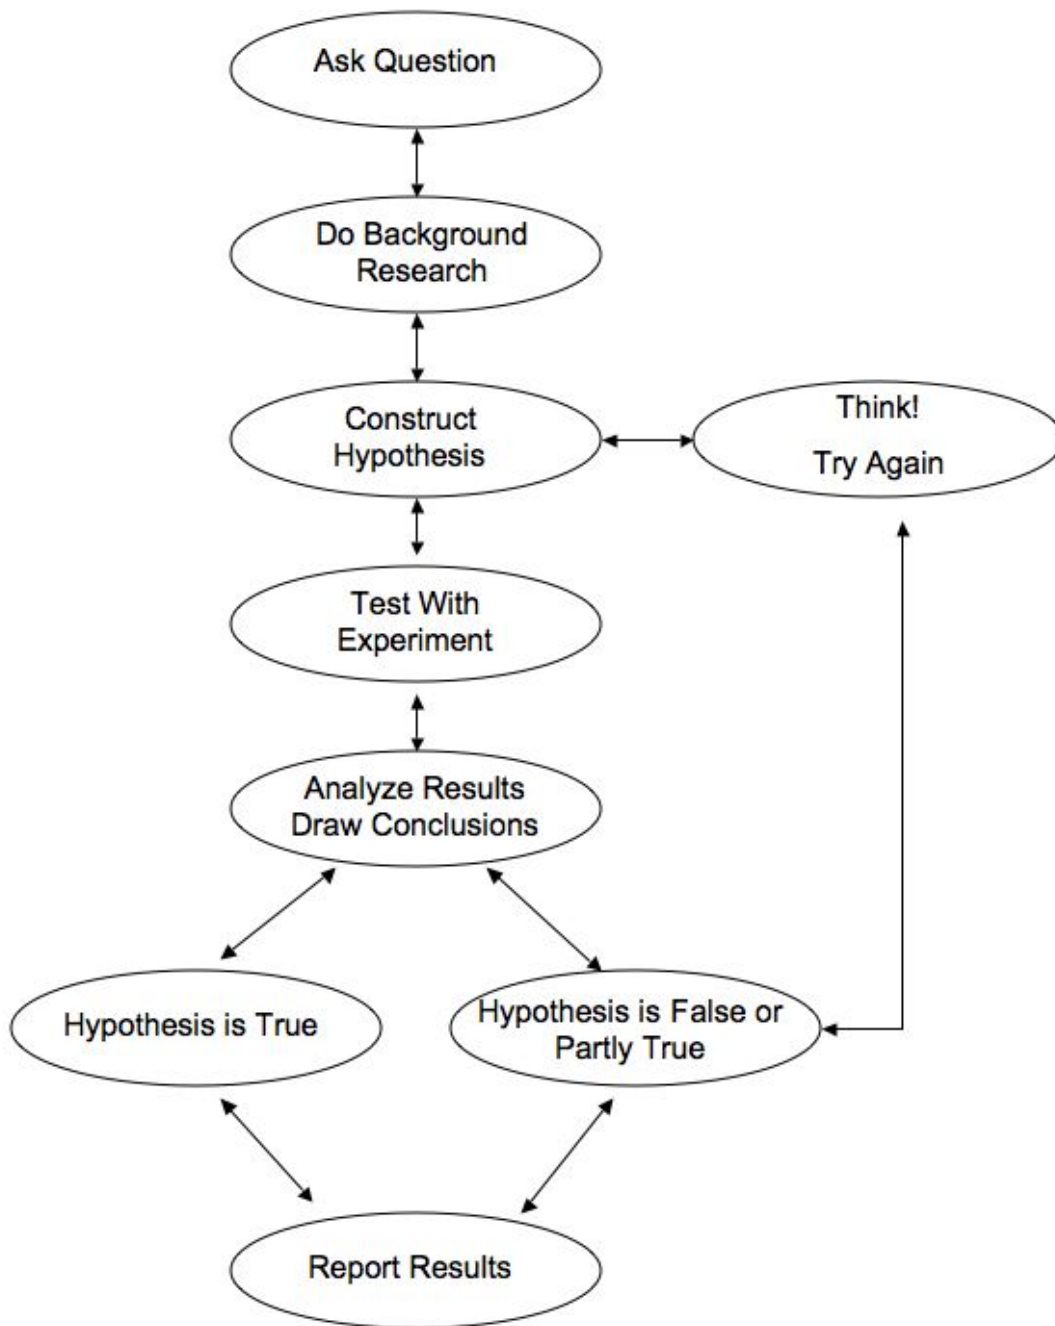 Ask Question
Do Background
Research
Construct
Hypothesis
Think!
Try Again
Test With
Experiment
Analyze Results
Draw Conclusions
Hypothesis is True
Hypothesis is False or
Partly True
Report Results